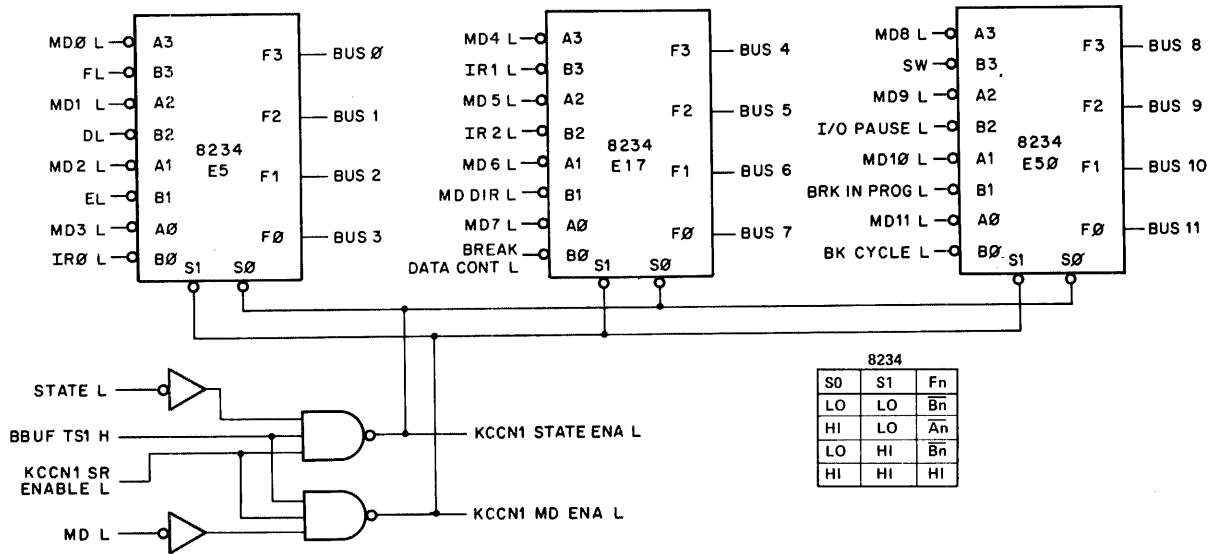 MDØ L A3
FL B3
MD1 L A2
DL B2
MD2 L A1
EL B1
MD3 L AØ
IRØ L BØ
8234
E5
S1 SØ
F3 BUS Ø
F2 BUS 1
F1 BUS 2
FØ BUS 3
MD4 L A3
IR1 L B3
MD5 L A2
IR2 L B2
MD6 L A1
MD DIR L B1
MD7 L AØ
BREAK
DATA CONT L BØ
8234
E17
S1 SØ
F3 BUS 4
F2 BUS 5
F1 BUS 6
FØ BUS 7
MD8 L A3
SW B3
MD9 L A2
I/O PAUSE L B2
MD1Ø L A1
BRK IN PROG L B1
MD11 L AØ
BK CYCLE L BØ
8234
E5Ø
S1 SØ
F3 BUS 8
F2 BUS 9
F1 BUS 10
FØ BUS 11
STATE L
BBUF TS1 H
KCCN1 SR
ENABLE L
MD L
KCCN1 STATE ENA L
KCCN1 MD ENA L
8234
S0 S1 Fn
LO LO B̅n̅
HI LO A̅n̅
LO HI B̅n̅
HI HI HI